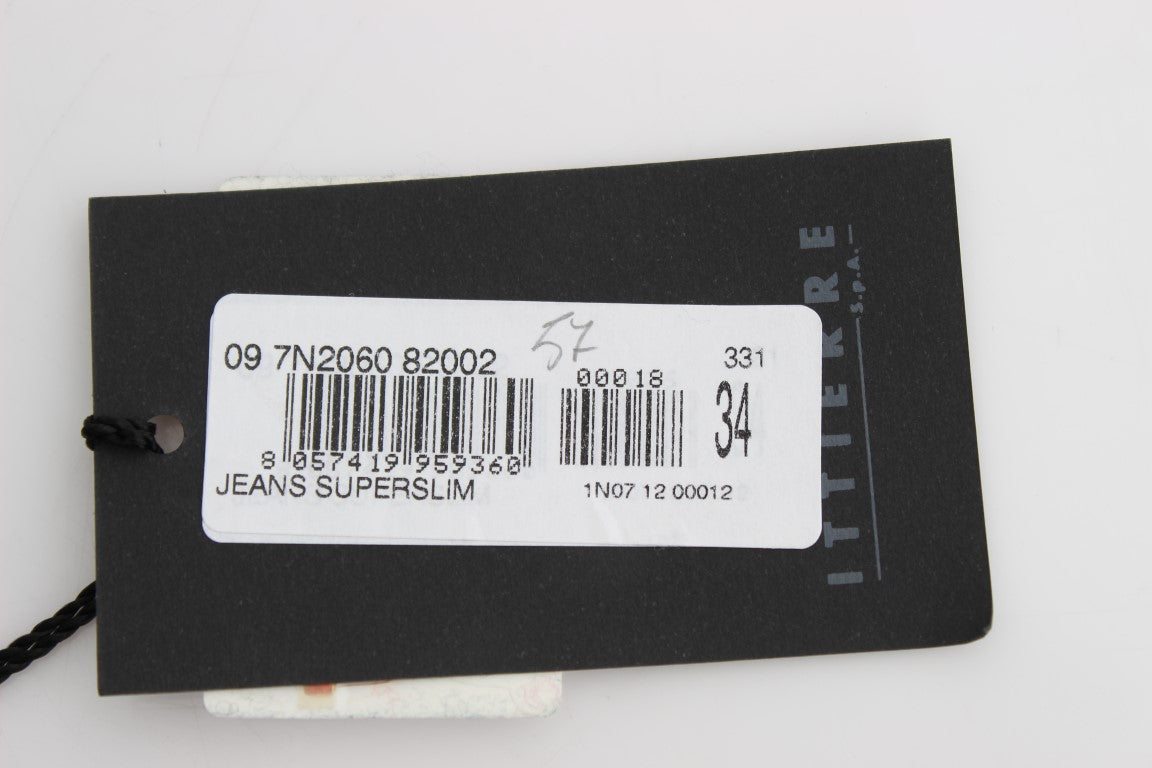 09 7N2060 82002
57
00018
331
34
8 057419 959360
JEANS SUPERSLIM
1N07 12 00012
ITTIERRE
S.p.A.